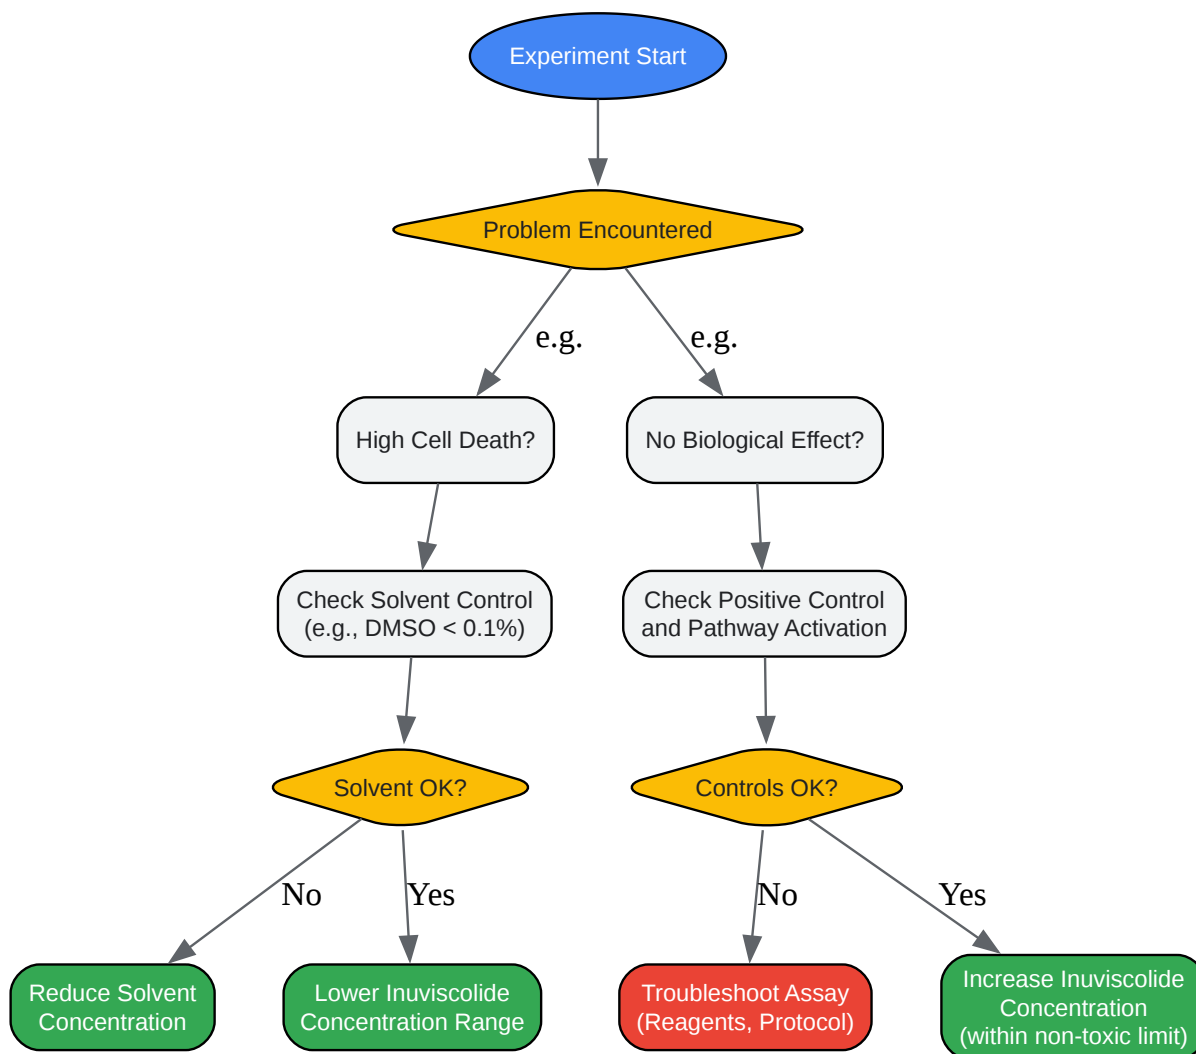 Experiment Start
Problem Encountered
e.g.
e.g.
High Cell Death?
No Biological Effect?
Check Solvent Control
(e.g., DMSO < 0.1%)
Check Positive Control
and Pathway Activation
Solvent OK?
Controls OK?
No
Yes
No
Yes
Reduce Solvent
Concentration
Lower Inuviscolide
Concentration Range
Troubleshoot Assay
(Reagents, Protocol)
Increase Inuviscolide
Concentration
(within non-toxic limit)